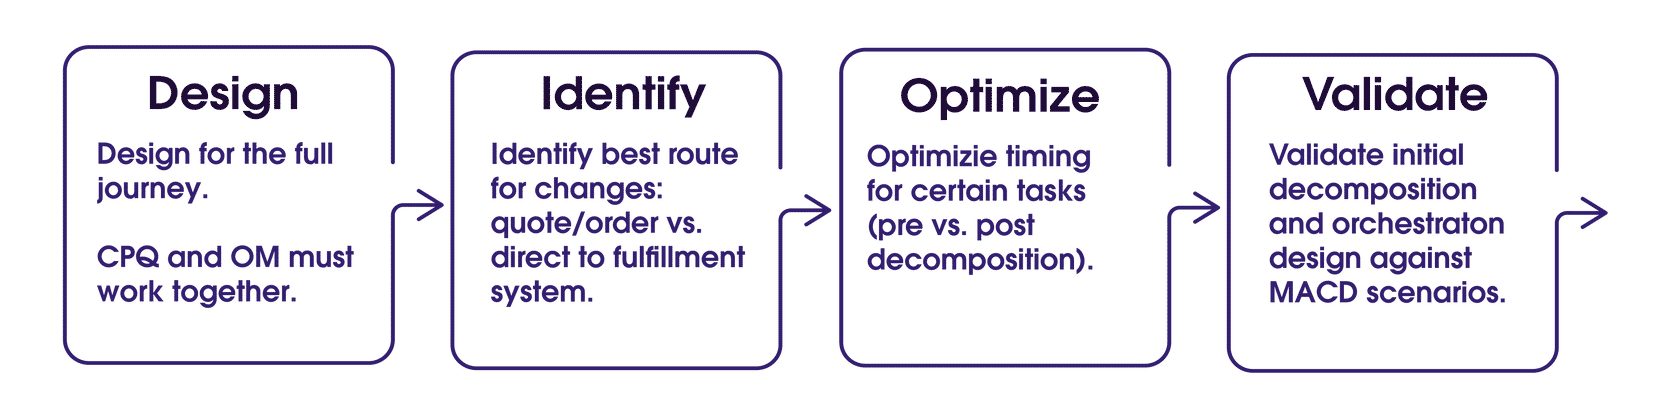 Design
Design for the full
journey.
CPQ and OM must
work together.
Identify
Identify best route
for changes:
quote/order vs.
direct to fulfillment
system.
Optimize
Optimizie timing
for certain tasks
(pre vs. post
decomposition).
Validate
Validate initial
decomposition
and orchestraton
design against
MACD scenarios.